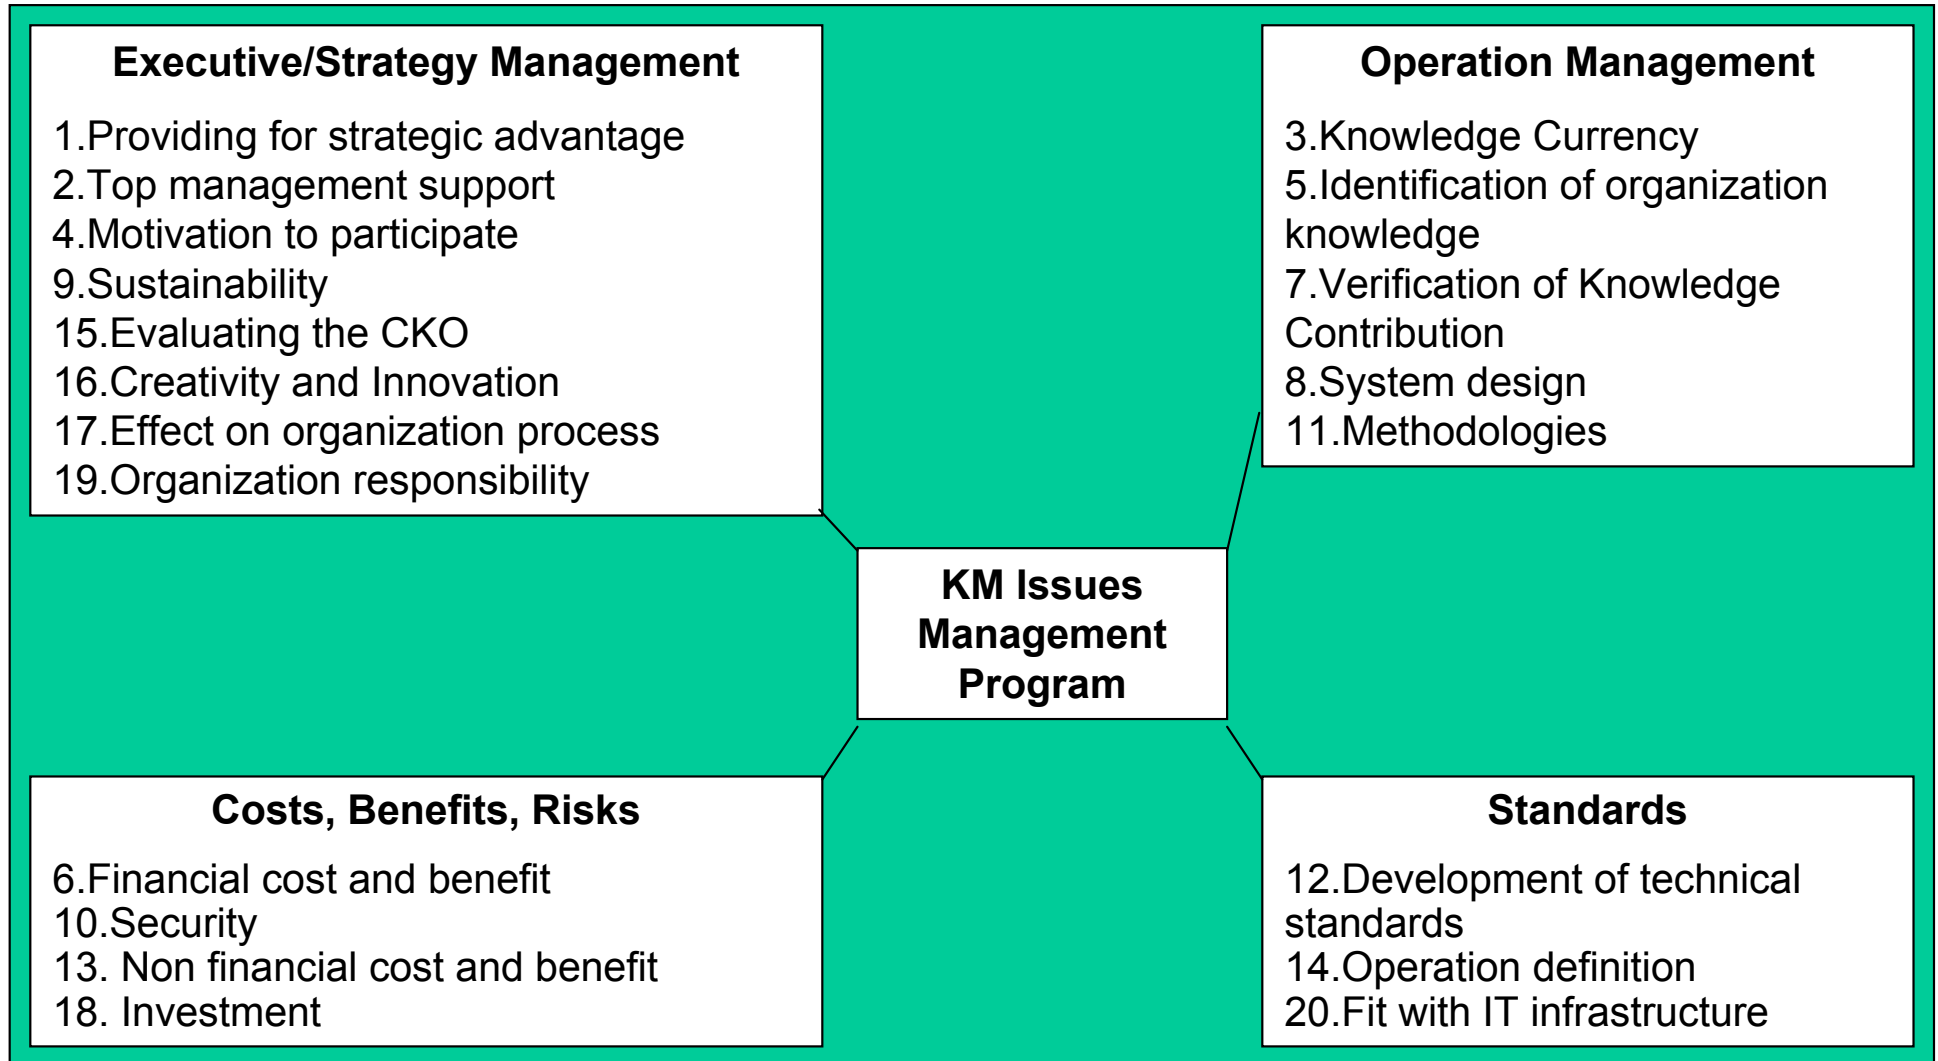 Executive/Strategy Management
1.Providing for strategic advantage
2.Top management support
4.Motivation to participate
9.Sustainability
15.Evaluating the CKO
16.Creativity and Innovation
17.Effect on organization process
19.Organization responsibility
Operation Management
3.Knowledge Currency
5.Identification of organization
knowledge
7.Verification of Knowledge
Contribution
8.System design
11.Methodologies
KM Issues
Management
Program
Costs, Benefits, Risks
6.Financial cost and benefit
10.Security
13. Non financial cost and benefit
18. Investment
Standards
12.Development of technical
standards
14.Operation definition
20.Fit with IT infrastructure